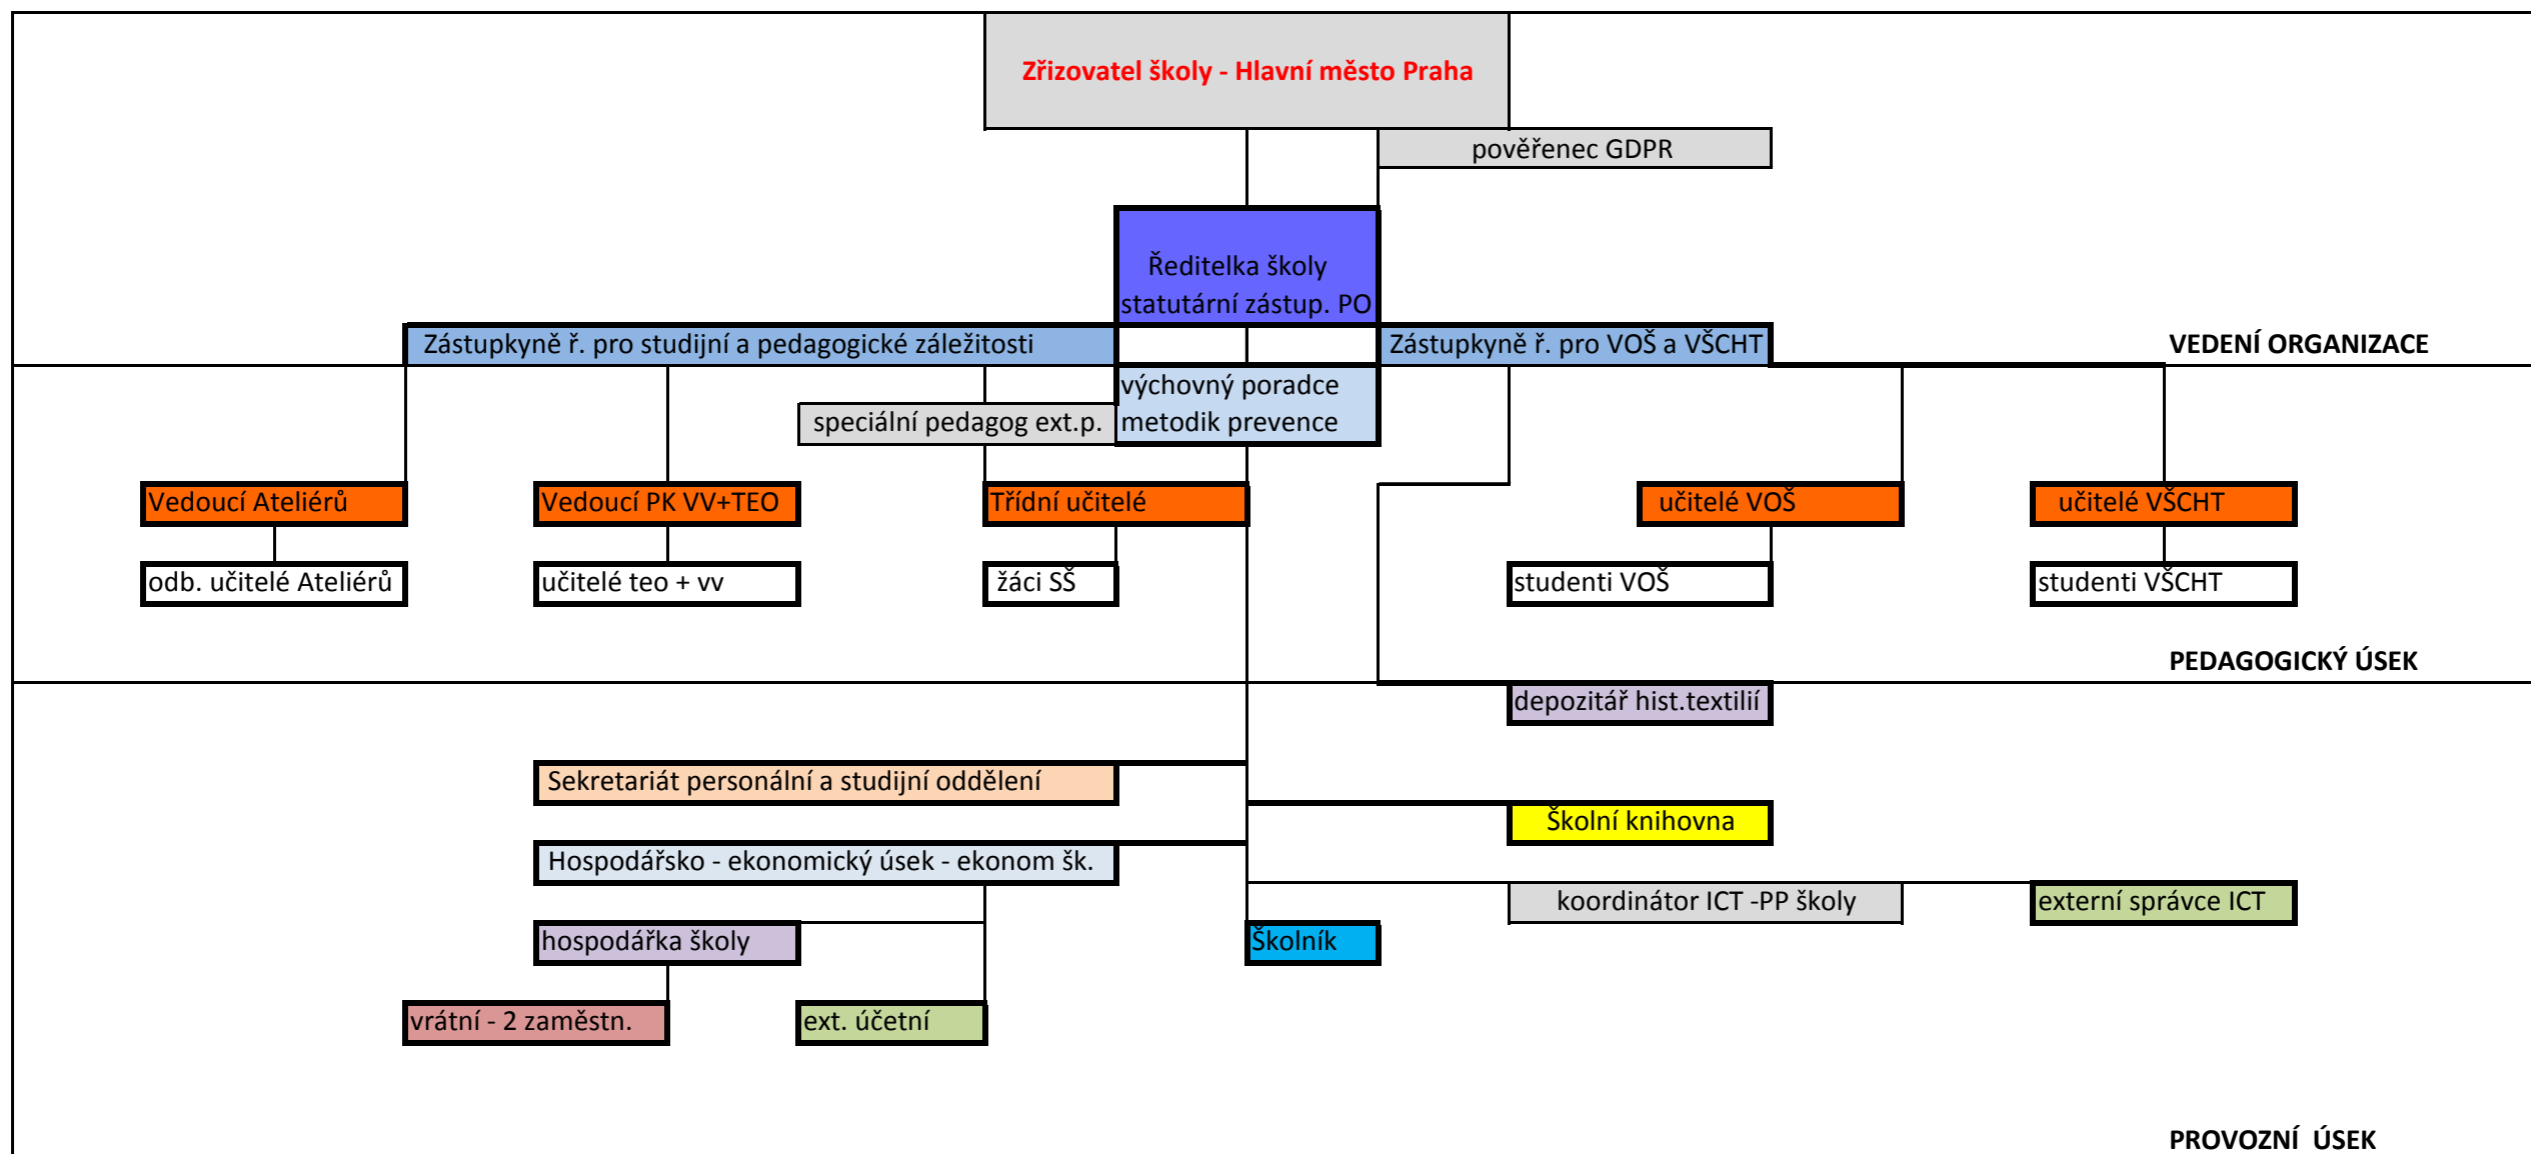 Zřizovatel školy - Hlavní město Praha
pověřenec GDPR
Ředitelka školy
statutární zástup. PO
Zástupkyně ř. pro studijní a pedagogické záležitosti
Zástupkyně ř. pro VOŠ a VŠCHT
VEDENÍ ORGANIZACE
výchovný poradce
metodik prevence
speciální pedagog ext.p.
Vedoucí Ateliérů
Vedoucí PK VV+TEO
Třídní učitelé
učitelé VOŠ
učitelé VŠCHT
odb. učitelé Ateliérů
učitelé teo + vv
žáci SŠ
studenti VOŠ
studenti VŠCHT
PEDAGOGICKÝ ÚSEK
depozitář hist.textilií
Sekretariát personální a studijní oddělení
Školní knihovna
Hospodářsko - ekonomický úsek - ekonom šk.
koordinátor ICT -PP školy
externí správce ICT
hospodářka školy
Školník
vrátní - 2 zaměstn.
ext. účetní
PROVOZNÍ  ÚSEK